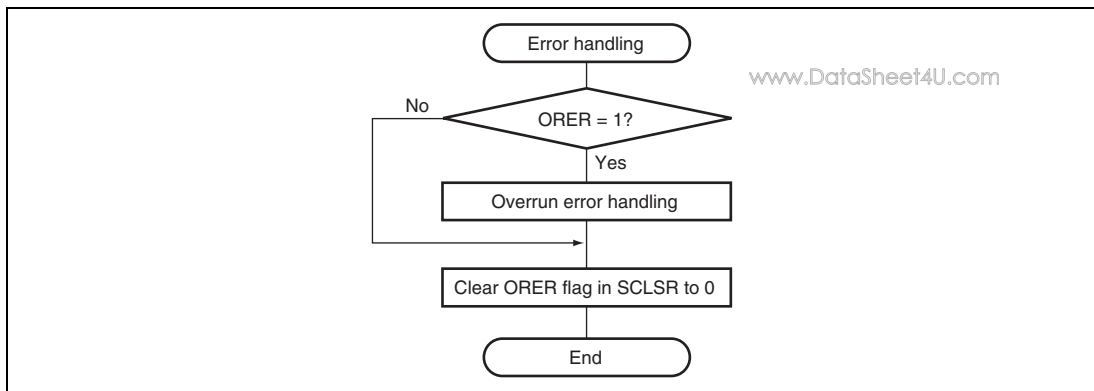 Error handling
www.DataSheet4U.com
No
ORER = 1?
Yes
Overrun error handling
Clear ORER flag in SCLSR to 0
End